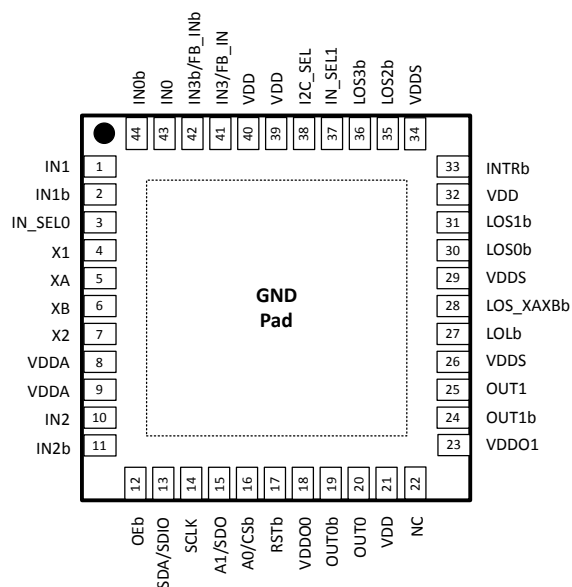 IN0b
IN0
IN3b/FB_INb
IN3/FB_IN
VDD
VDD
I2C_SEL
IN_SEL1
LOS3b
LOS2b
VDDS
44
43
42
41
40
39
38
37
36
35
34
IN1 1
IN1b 2
IN_SEL0 3
X1 4
XA 5
XB 6
X2 7
VDDA 8
VDDA 9
IN2 10
IN2b 11
GND
Pad
33 INTRb
32 VDD
31 LOS1b
30 LOS0b
29 VDDS
28 LOS_XAXBb
27 LOLb
26 VDDS
25 OUT1
24 OUT1b
23 VDDO1
12
13
14
15
16
17
18
19
20
21
22
OEb
SDA/SDIO
SCLK
A1/SDO
A0/CSb
RSTb
VDDO0
OUT0b
OUT0
VDD
NC